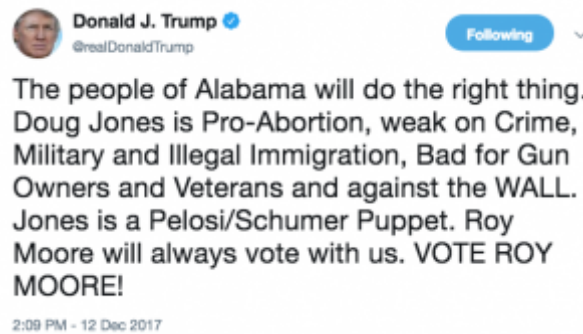 Donald J. Trump
@realDonaldTrump
Following
The people of Alabama will do the right thing.
Doug Jones is Pro-Abortion, weak on Crime,
Military and Illegal Immigration, Bad for Gun
Owners and Veterans and against the WALL.
Jones is a Pelosi/Schumer Puppet. Roy
Moore will always vote with us. VOTE ROY
MOORE!
2:09 PM - 12 Dec 2017